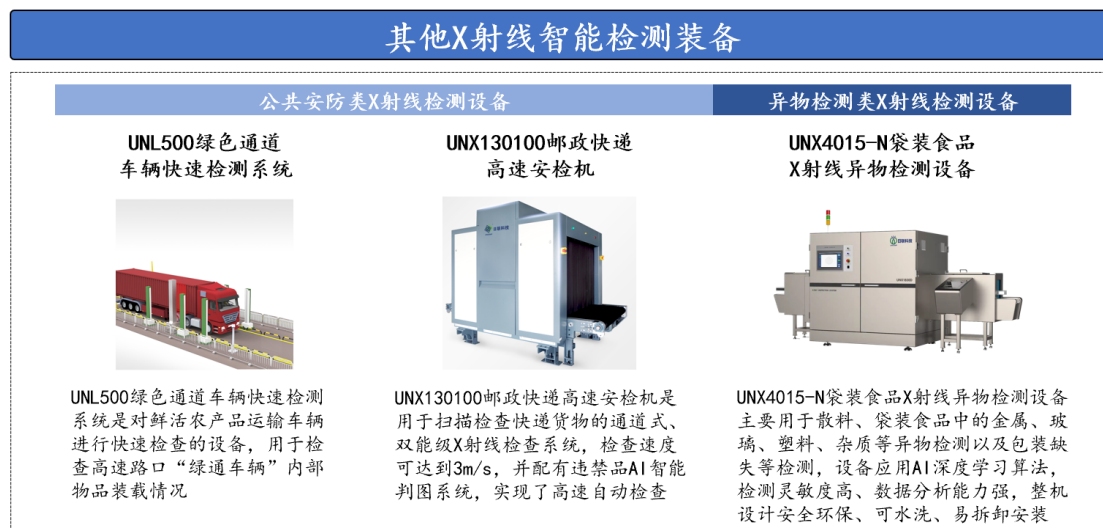 其他X射线智能检测装备
公共安防类X射线检测设备
异物检测类X射线检测设备
UNL500绿色通道
车辆快速检测系统
UNX130100邮政快递
高速安检机
UNX4015-N袋装食品
X射线异物检测设备
UNL500绿色通道车辆快速检测
系统是对鲜活农产品运输车辆
进行快速检查的设备，用于检
查高速路口“绿通车辆”内部
物品装载情况
UNX130100邮政快递高速安检机是
用于扫描检查快递货物的通道式、
双能级X射线检查系统，检查速度
可达到3m/s，并配有违禁品AI智能
判图系统，实现了高速自动检查
UNX4015-N袋装食品X射线异物检测设备
主要用于散料、袋装食品中的金属、玻
璃、塑料、杂质等异物检测以及包装缺
失等检测，设备应用AI深度学习算法，
检测灵敏度高、数据分析能力强，整机
设计安全环保、可水洗、易拆卸安装